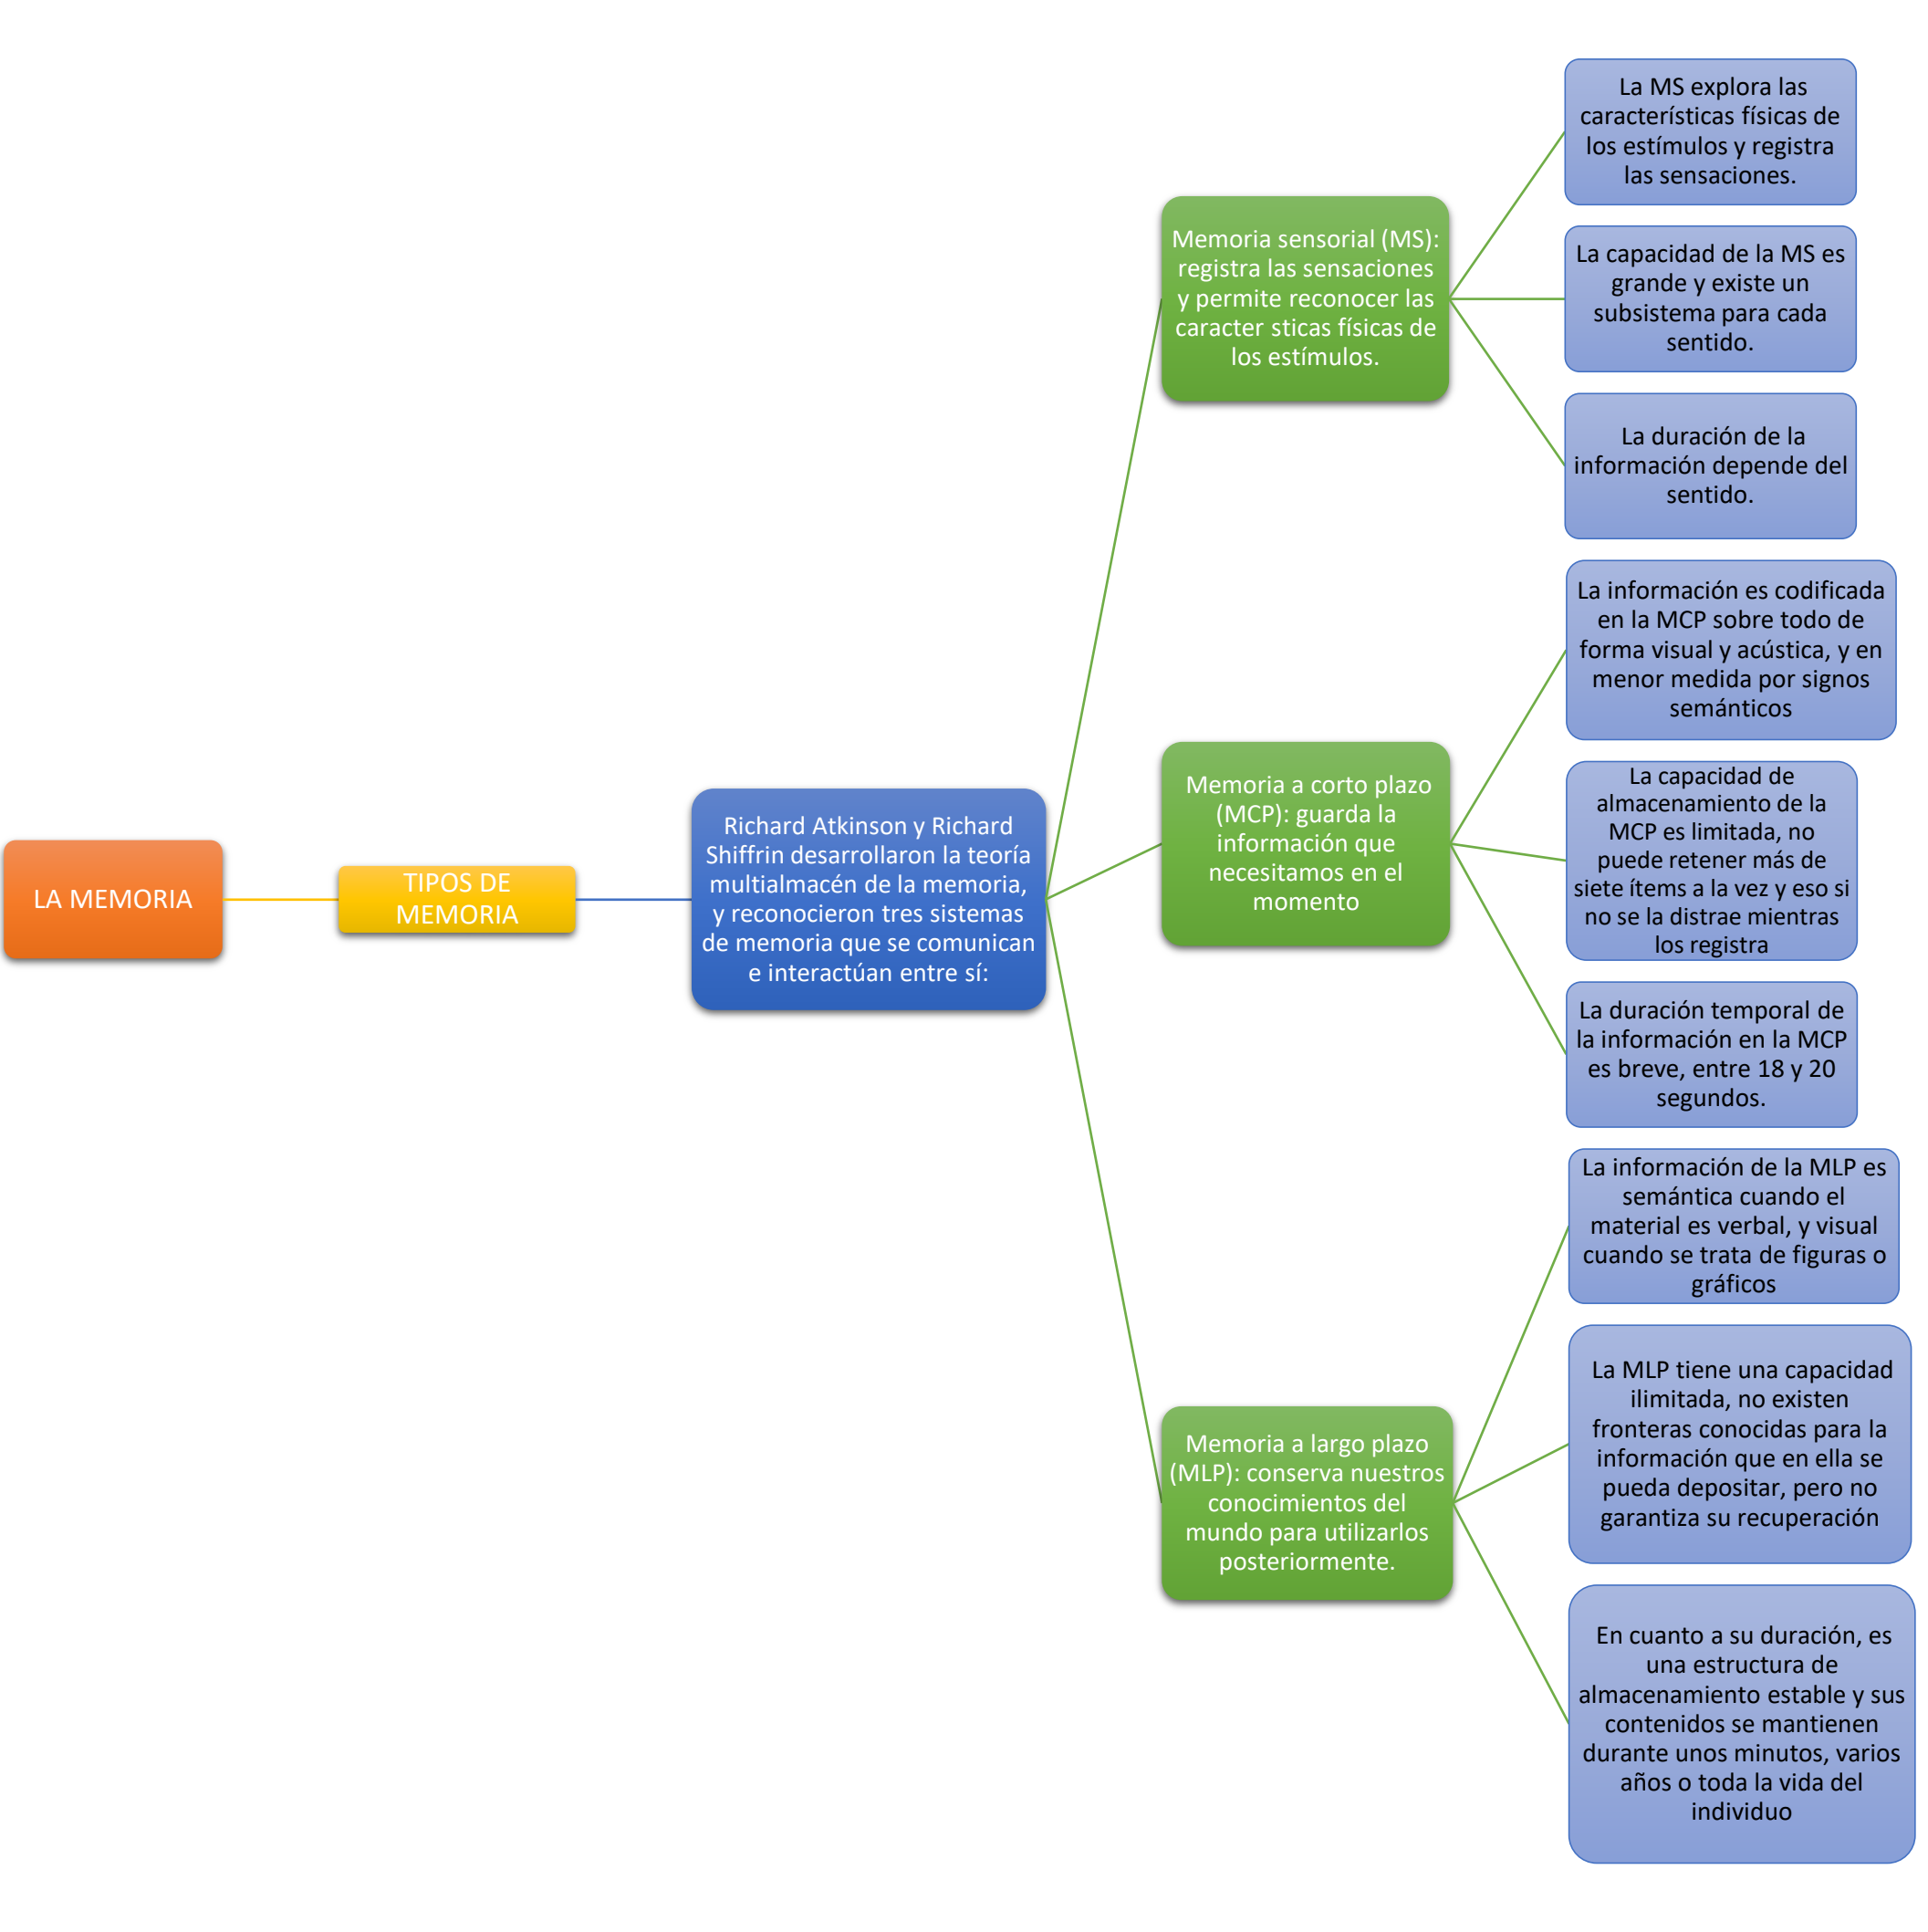 LA MEMORIA
TIPOS DE
MEMORIA
Richard Atkinson y Richard
Shiffrin desarrollaron la teoría
multialmacén de la memoria,
y reconocieron tres sistemas
de memoria que se comunican
e interactúan entre sí:
Memoria sensorial (MS):
registra las sensaciones
y permite reconocer las
caracter sticas físicas de
los estímulos.
La MS explora las
características físicas de
los estímulos y registra
las sensaciones.
La capacidad de la MS es
grande y existe un
subsistema para cada
sentido.
La duración de la
información depende del
sentido.
Memoria a corto plazo
(MCP): guarda la
información que
necesitamos en el
momento
La información es codificada
en la MCP sobre todo de
forma visual y acústica, y en
menor medida por signos
semánticos
La capacidad de
almacenamiento de la
MCP es limitada, no
puede retener más de
siete ítems a la vez y eso si
no se la distrae mientras
los registra
La duración temporal de
la información en la MCP
es breve, entre 18 y 20
segundos.
Memoria a largo plazo
(MLP): conserva nuestros
conocimientos del
mundo para utilizarlos
posteriormente.
La información de la MLP es
semántica cuando el
material es verbal, y visual
cuando se trata de figuras o
gráficos
La MLP tiene una capacidad
ilimitada, no existen
fronteras conocidas para la
información que en ella se
pueda depositar, pero no
garantiza su recuperación
En cuanto a su duración, es
una estructura de
almacenamiento estable y sus
contenidos se mantienen
durante unos minutos, varios
años o toda la vida del
individuo